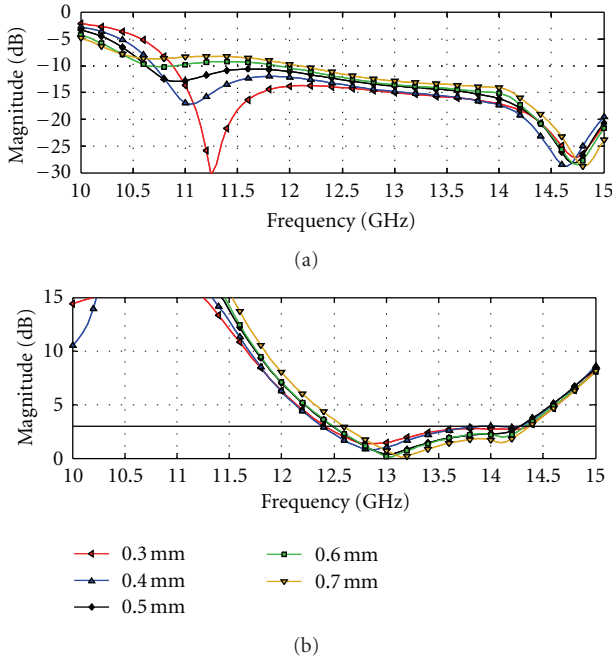 0
−5
−10
−15
−20
−25
−30
Magnitude (dB)
10 10.5 11 11.5 12 12.5 13 13.5 14 14.5 15
Frequency (GHz)
(a)
15
10
5
0
Magnitude (dB)
10 10.5 11 11.5 12 12.5 13 13.5 14 14.5 15
Frequency (GHz)
0.3 mm 0.6 mm
0.4 mm 0.7 mm
0.5 mm
(b)